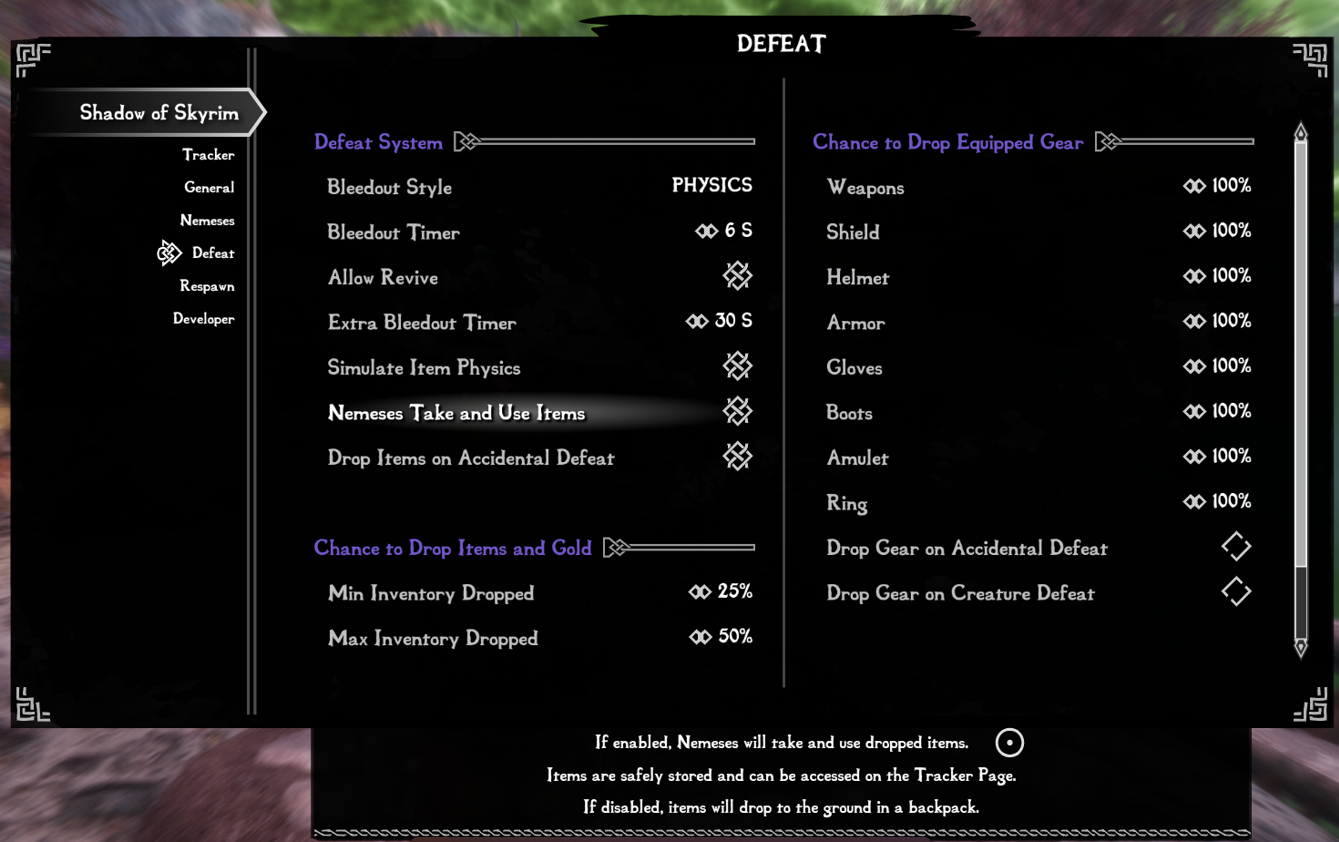 DEFEAT
Shadow of Skyrim
Tracker
General
Nemeses
Defeat
Respawn
Developer
Defeat System
Bleedout Style PHYSICS
Bleedout Timer 6 S
Allow Revive
Extra Bleedout Timer 30 S
Simulate Item Physics
Nemeses Take and Use Items
Drop Items on Accidental Defeat
Chance to Drop Items and Gold
Min Inventory Dropped 25%
Max Inventory Dropped 50%
Chance to Drop Equipped Gear
Weapons 100%
Shield 100%
Helmet 100%
Armor 100%
Gloves 100%
Boots 100%
Amulet 100%
Ring 100%
Drop Gear on Accidental Defeat
Drop Gear on Creature Defeat
If enabled, Nemeses will take and use dropped items.
Items are safely stored and can be accessed on the Tracker Page.
If disabled, items will drop to the ground in a backpack.